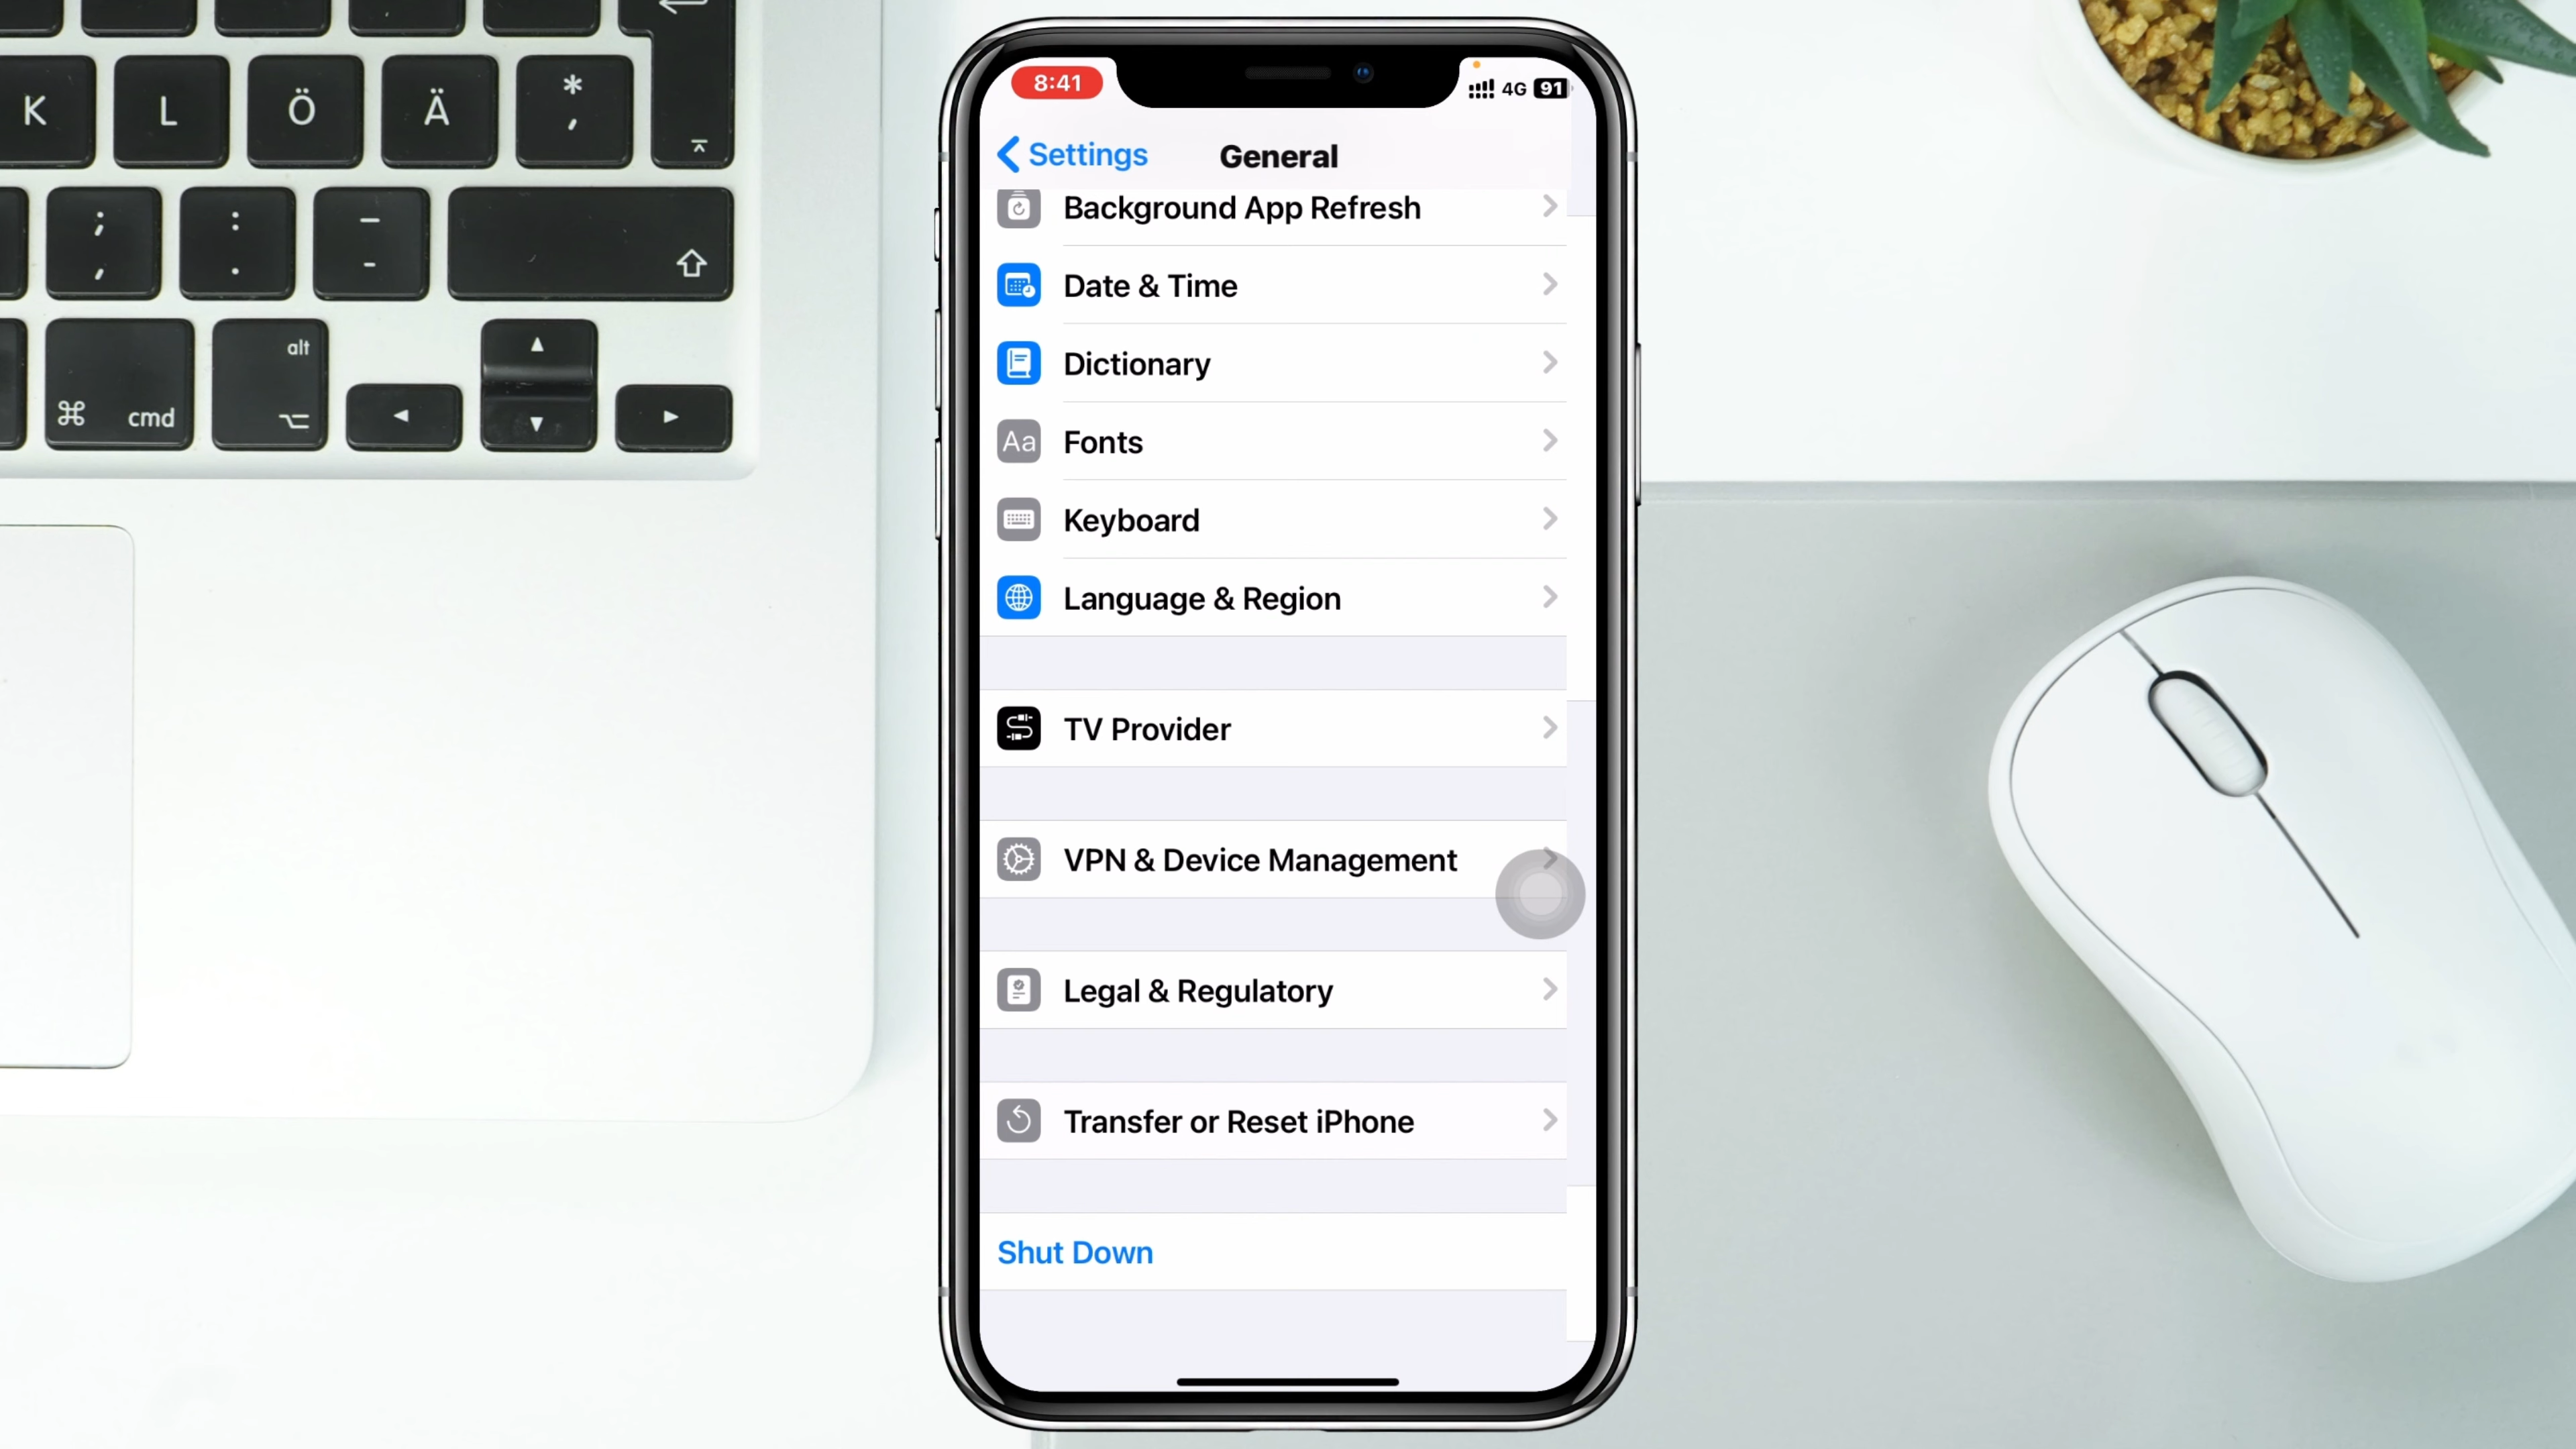 K L Ö Ä * '
; , : . – -
alt
⌘ cmd ⌥
◄ ▲ ▼ ►
8:41
4G 91
Settings
General
Background App Refresh
Date & Time
Dictionary
Aa Fonts
Keyboard
Language & Region
TV Provider
VPN & Device Management
Legal & Regulatory
Transfer or Reset iPhone
Shut Down